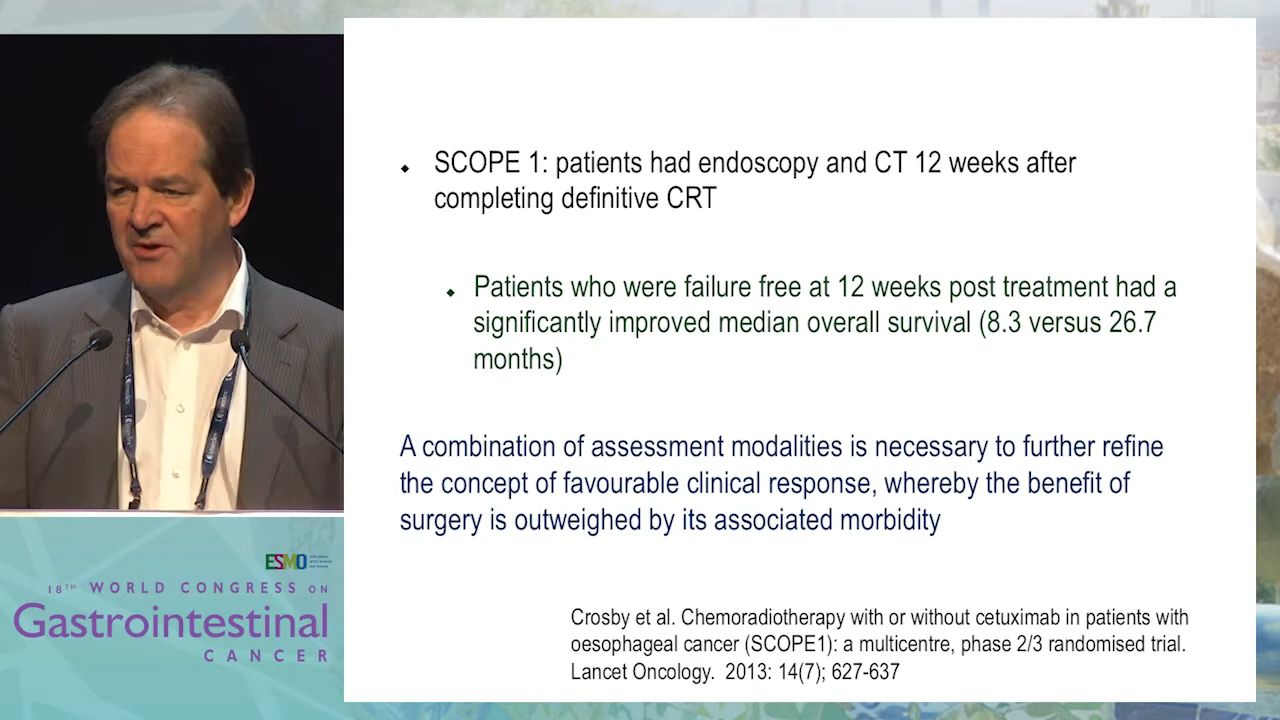 SCOPE 1: patients had endoscopy and CT 12 weeks after
completing definitive CRT
Patients who were failure free at 12 weeks post treatment had a
significantly improved median overall survival (8.3 versus 26.7
months)
A combination of assessment modalities is necessary to further refine
the concept of favourable clinical response, whereby the benefit of
surgery is outweighed by its associated morbidity
Crosby et al. Chemoradiotherapy with or without cetuximab in patients with
oesophageal cancer (SCOPE1): a multicentre, phase 2/3 randomised trial.
Lancet Oncology. 2013: 14(7); 627-637
ESMO
18TH WORLD CONGRESS ON
Gastrointestinal
CANCER